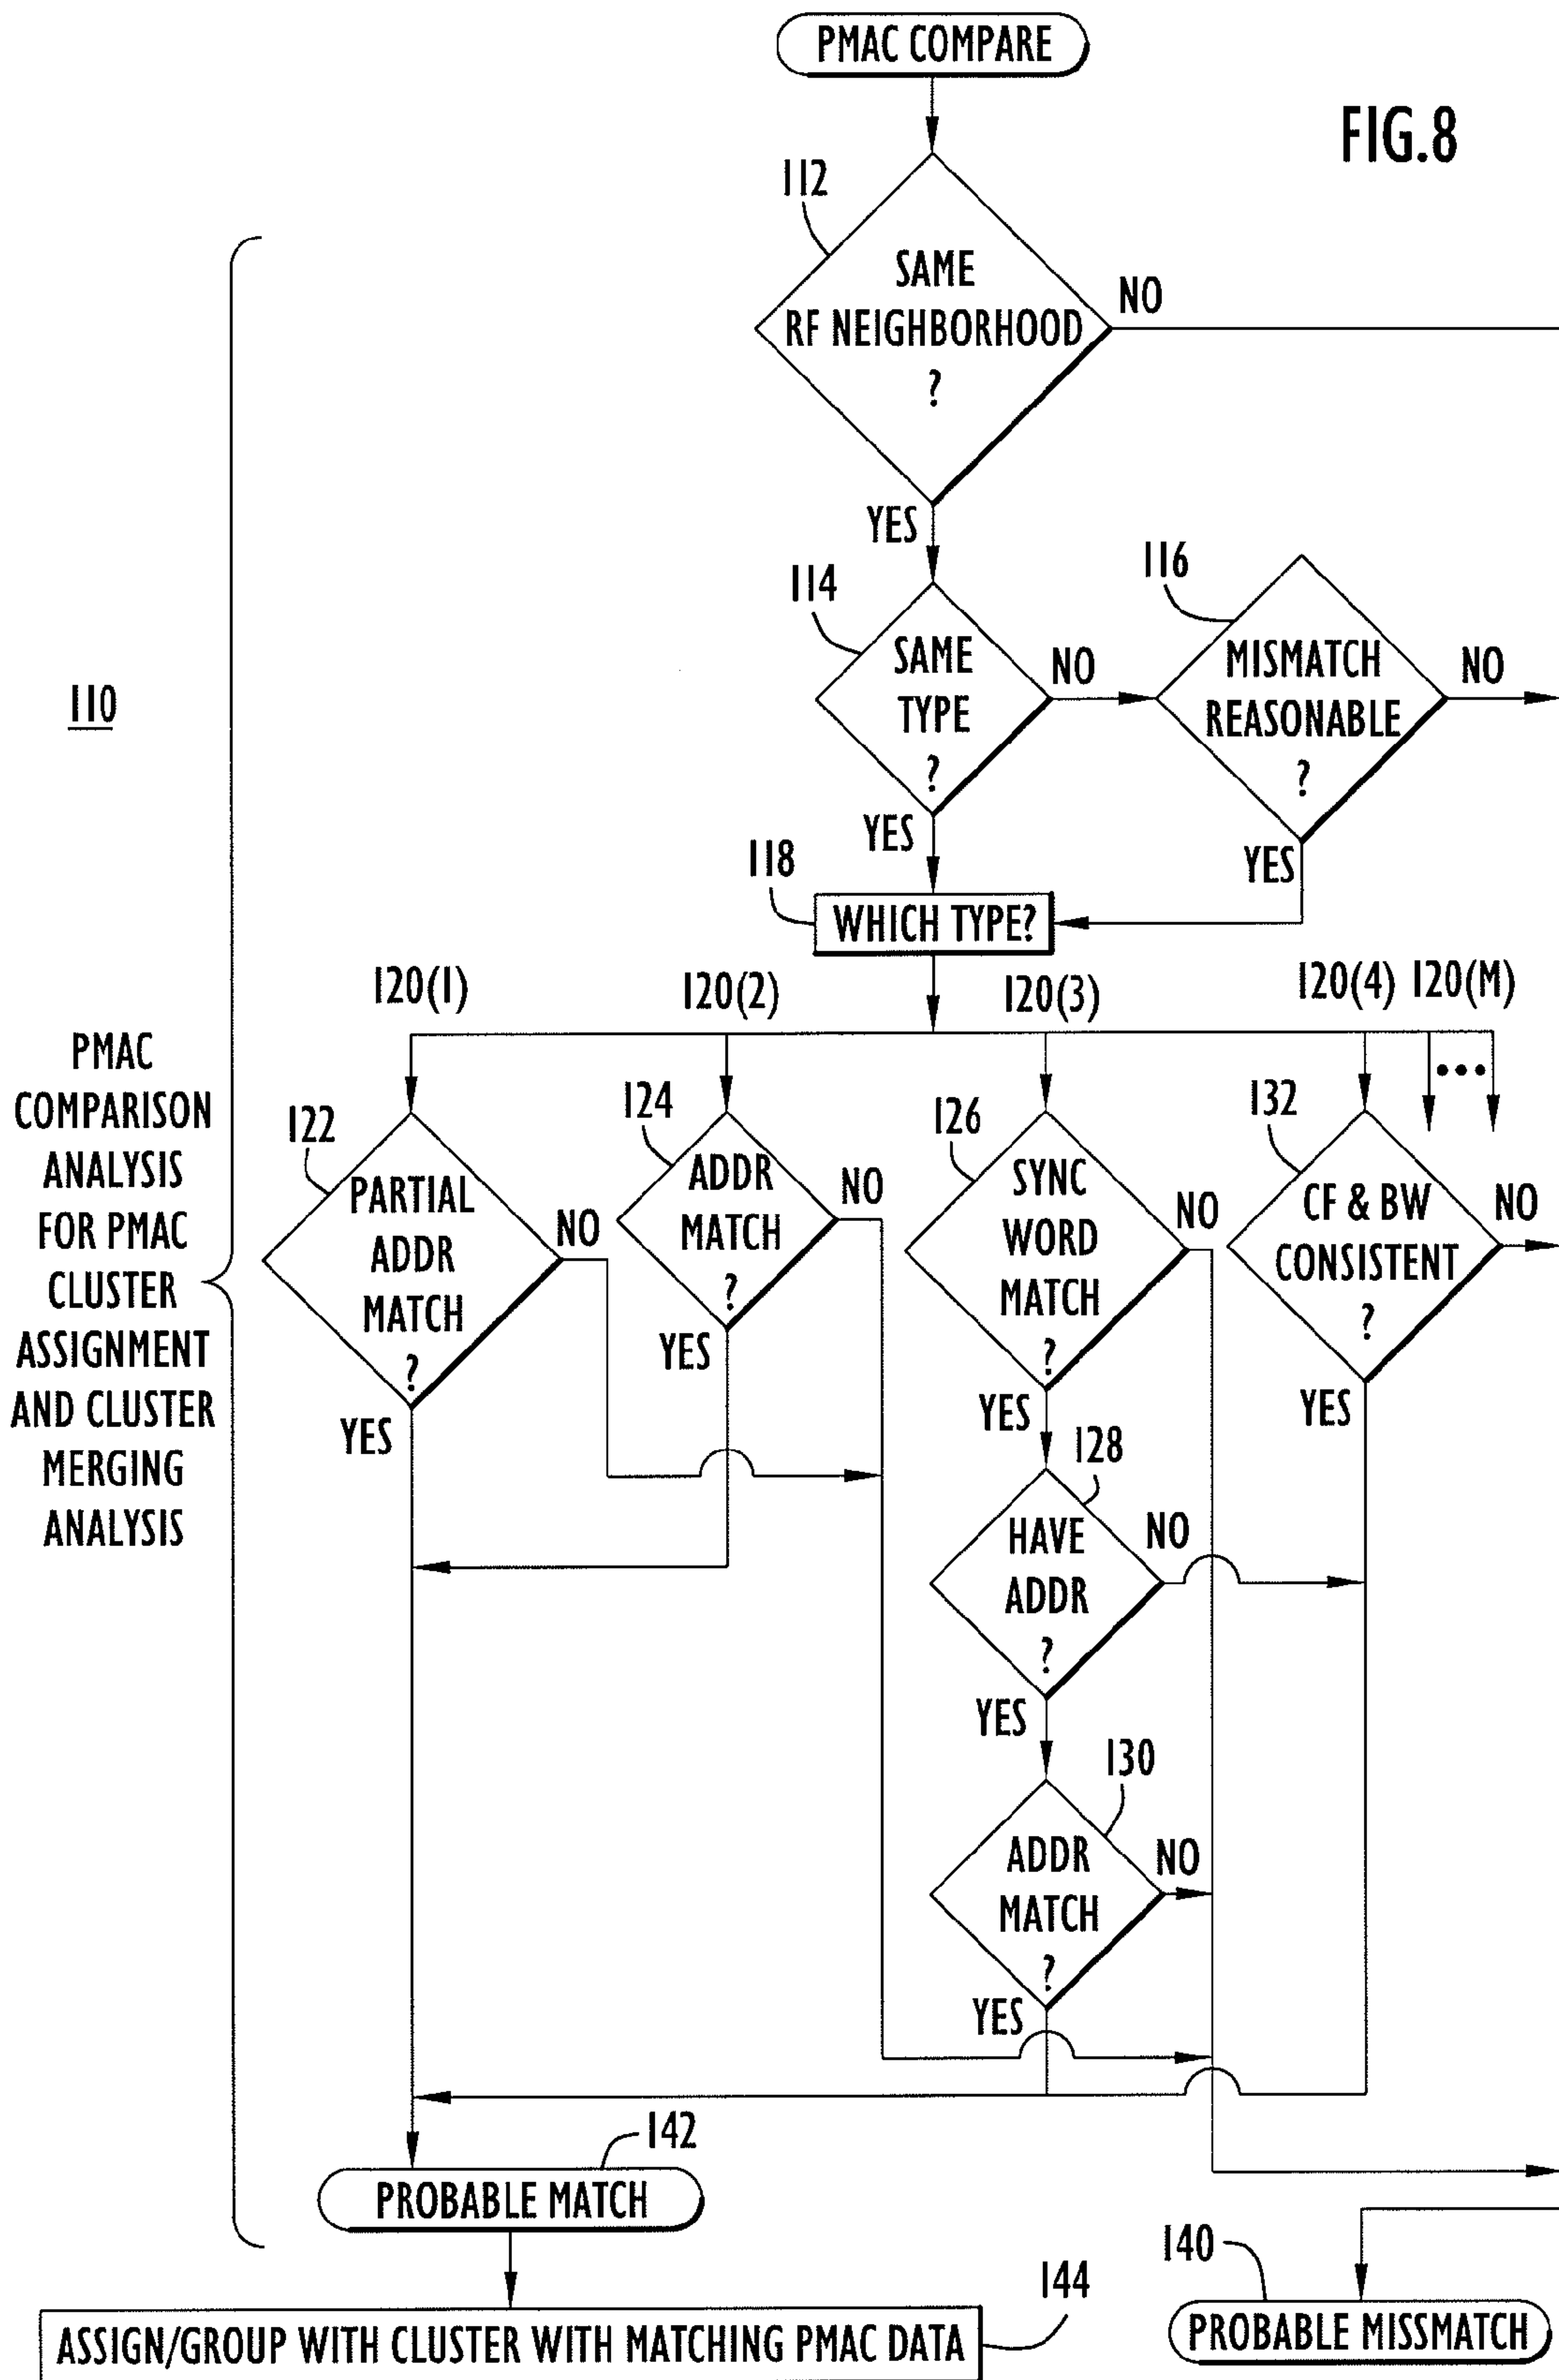 PMAC COMPARE
FIG.8
112
SAME
RF NEIGHBORHOOD
?
NO
YES
114
SAME
TYPE
?
NO
YES
116
MISMATCH
REASONABLE
?
NO
YES
110
118
WHICH TYPE?
120(1)
120(2)
120(3)
120(4)
120(M)
PMAC
COMPARISON
ANALYSIS
FOR PMAC
CLUSTER
ASSIGNMENT
AND CLUSTER
MERGING
ANALYSIS
122
PARTIAL
ADDR
MATCH
?
NO
YES
124
ADDR
MATCH
?
NO
YES
126
SYNC
WORD
MATCH
?
NO
YES
132
CF & BW
CONSISTENT
?
NO
YES
128
HAVE
ADDR
?
NO
YES
130
ADDR
MATCH
?
NO
YES
142
PROBABLE MATCH
140
PROBABLE MISSMATCH
144
ASSIGN/GROUP WITH CLUSTER WITH MATCHING PMAC DATA